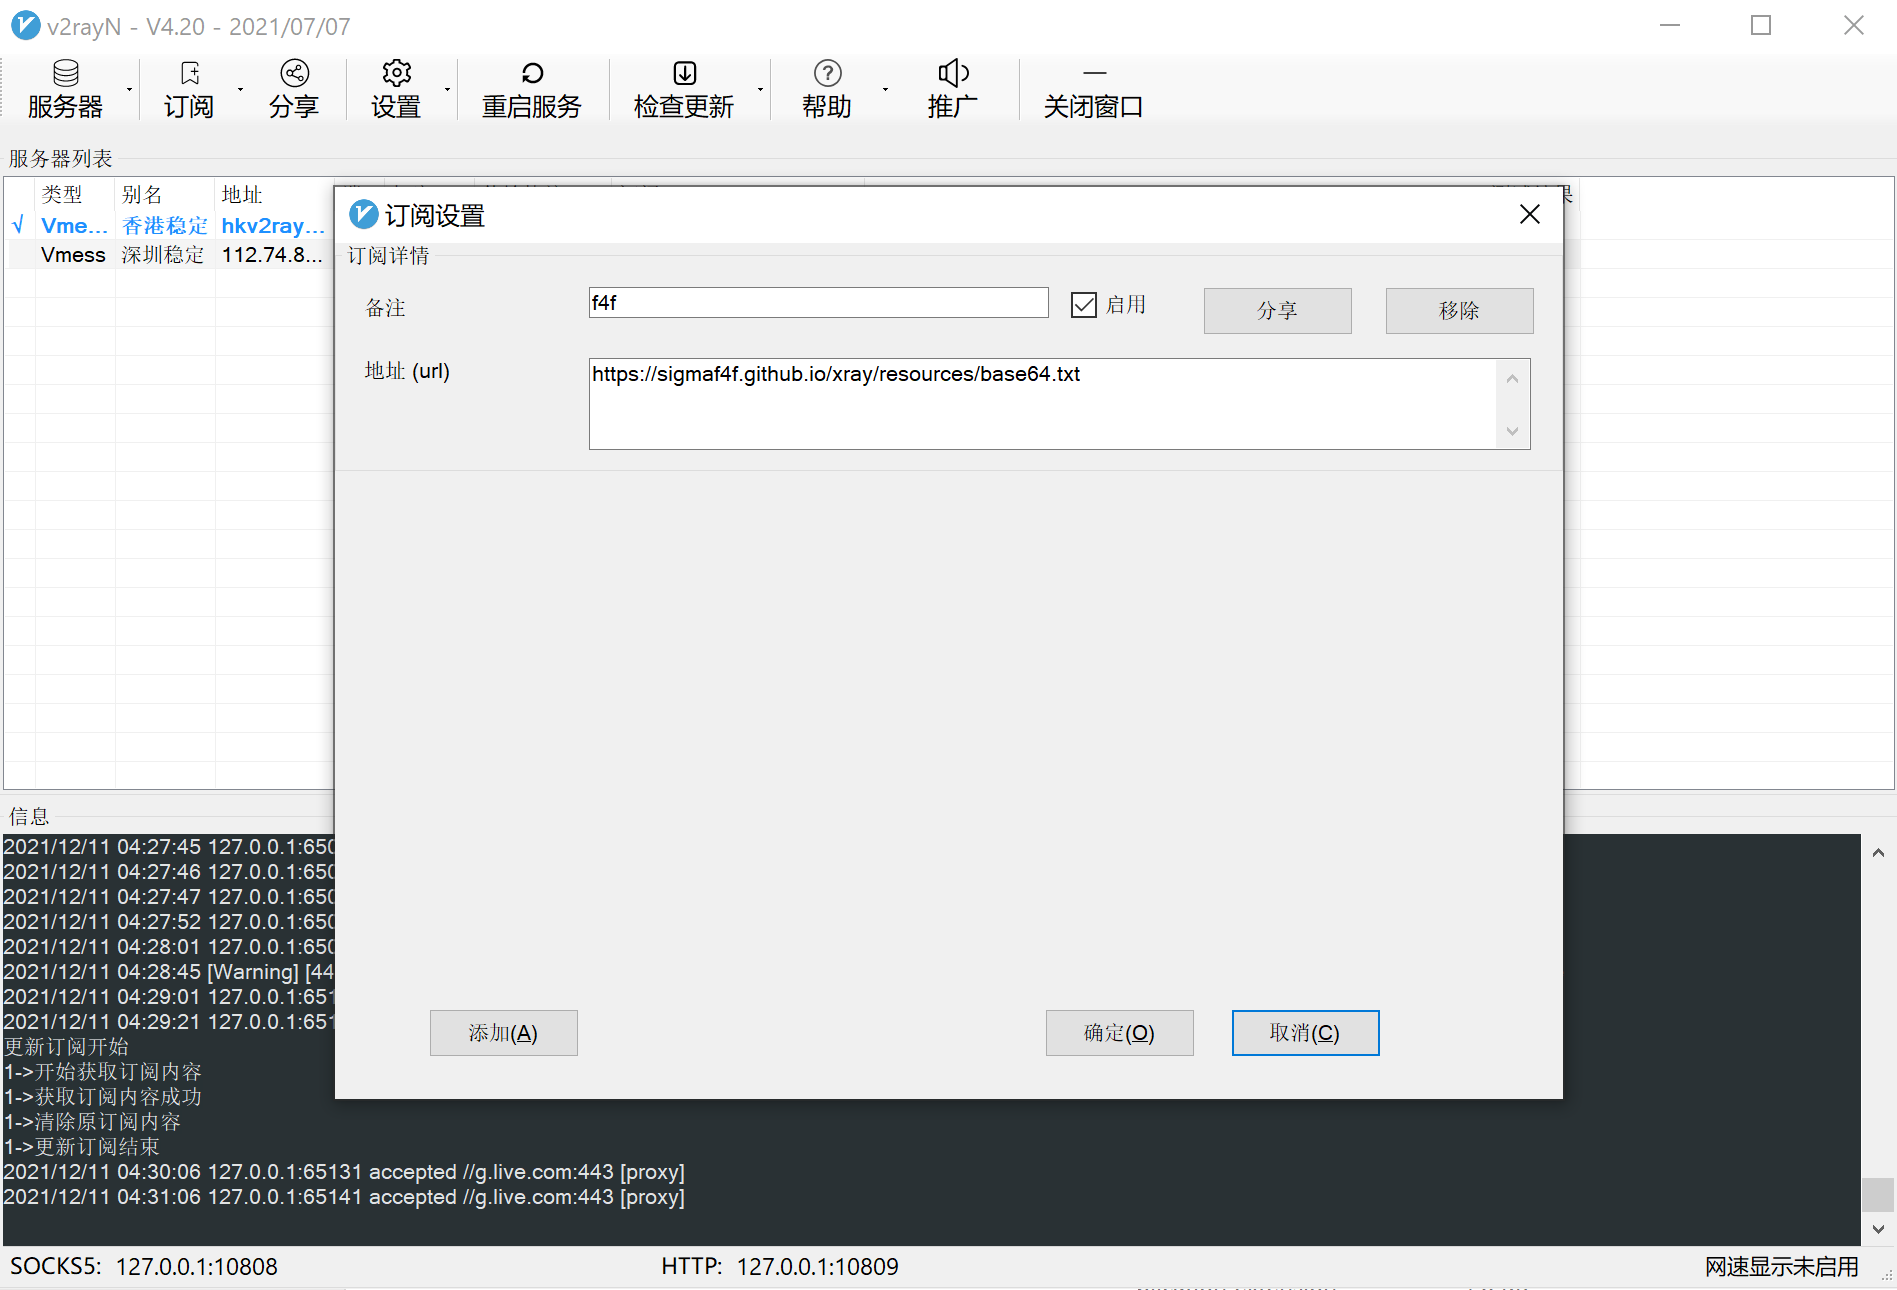 v2rayN - V4.20 - 2021/07/07
服务器
订阅
分享
设置
重启服务
检查更新
帮助
推广
关闭窗口
服务器列表
类型 别名 地址
√ Vme... 香港稳定 hkv2ray...
Vmess 深圳稳定 112.74.8...
订阅设置
订阅详情
备注
f4f
启用
分享
移除
地址 (url)
https://sigmaf4f.github.io/xray/resources/base64.txt
添加(A)
确定(O)
取消(C)
信息
2021/12/11 04:27:45 127.0.0.1:650
2021/12/11 04:27:46 127.0.0.1:650
2021/12/11 04:27:47 127.0.0.1:650
2021/12/11 04:27:52 127.0.0.1:650
2021/12/11 04:28:01 127.0.0.1:650
2021/12/11 04:28:45 [Warning] [44
2021/12/11 04:29:01 127.0.0.1:651
2021/12/11 04:29:21 127.0.0.1:651
更新订阅开始
1->开始获取订阅内容
1->获取订阅内容成功
1->清除原订阅内容
1->更新订阅结束
2021/12/11 04:30:06 127.0.0.1:65131 accepted //g.live.com:443 [proxy]
2021/12/11 04:31:06 127.0.0.1:65141 accepted //g.live.com:443 [proxy]
SOCKS5: 127.0.0.1:10808
HTTP: 127.0.0.1:10809
网速显示未启用